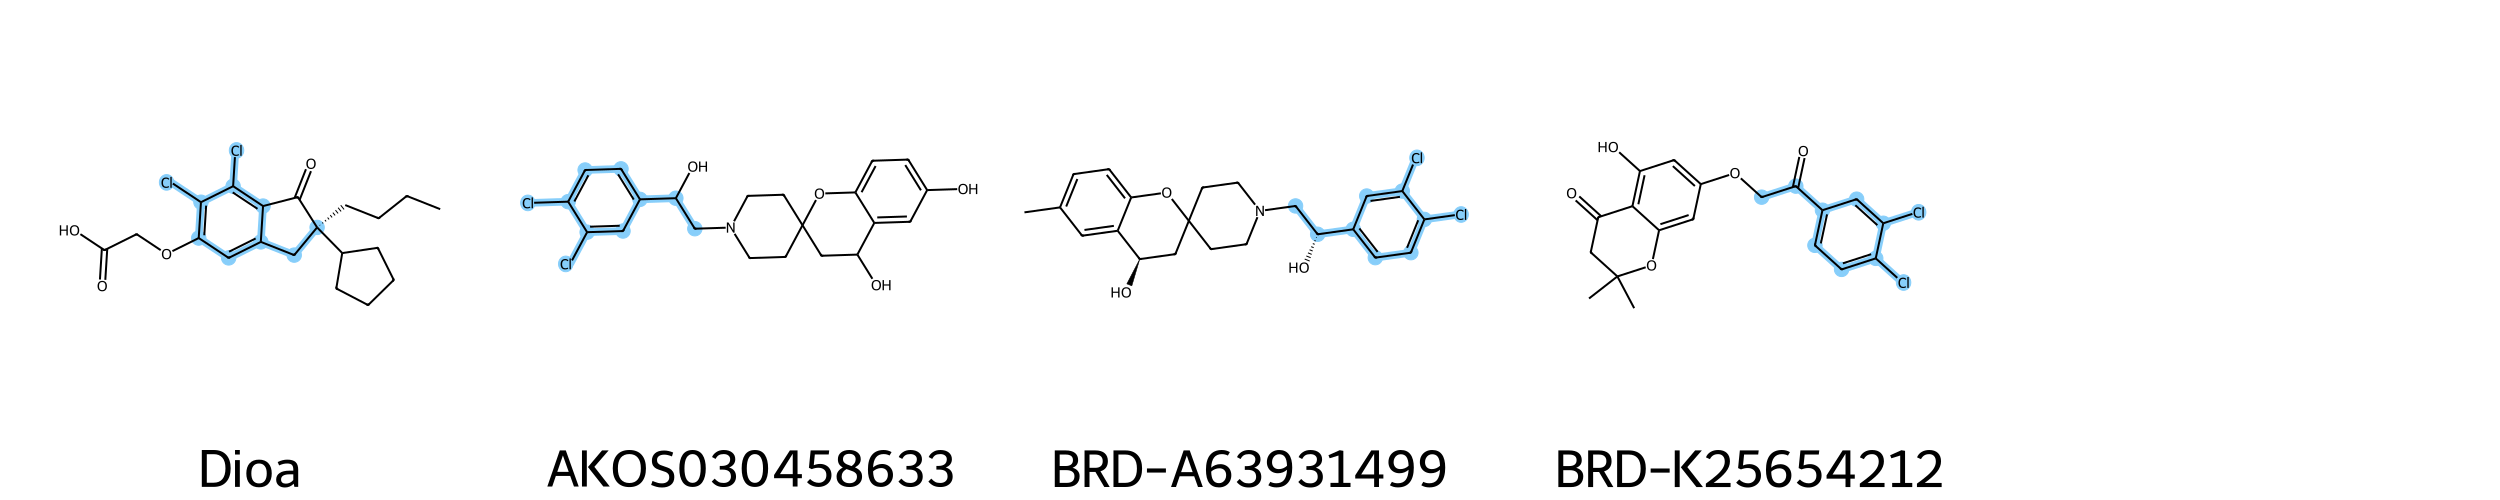 Cl
O
Cl
HO
O
O
Dioa
OH
O
OH
Cl
N
Cl
OH
AKOS030458633
Cl
O
N
Cl
HO
HO
BRD-A63931499
HO
O
O
O
Cl
O
Cl
BRD-K25654212